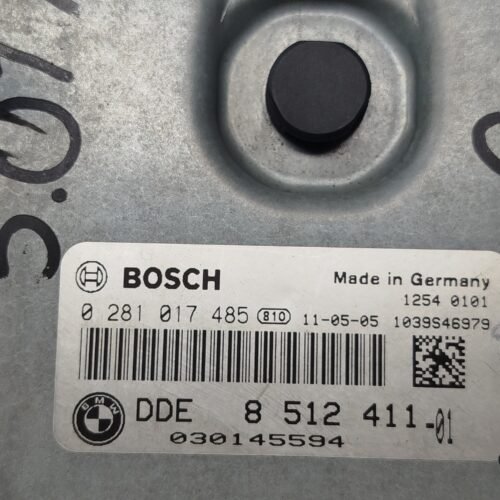 BOSCH Made in Germany
1254 0101
0 281 017 485 810 11-05-05 1039S46979
BMW DDE 8 512 411-01
030145594